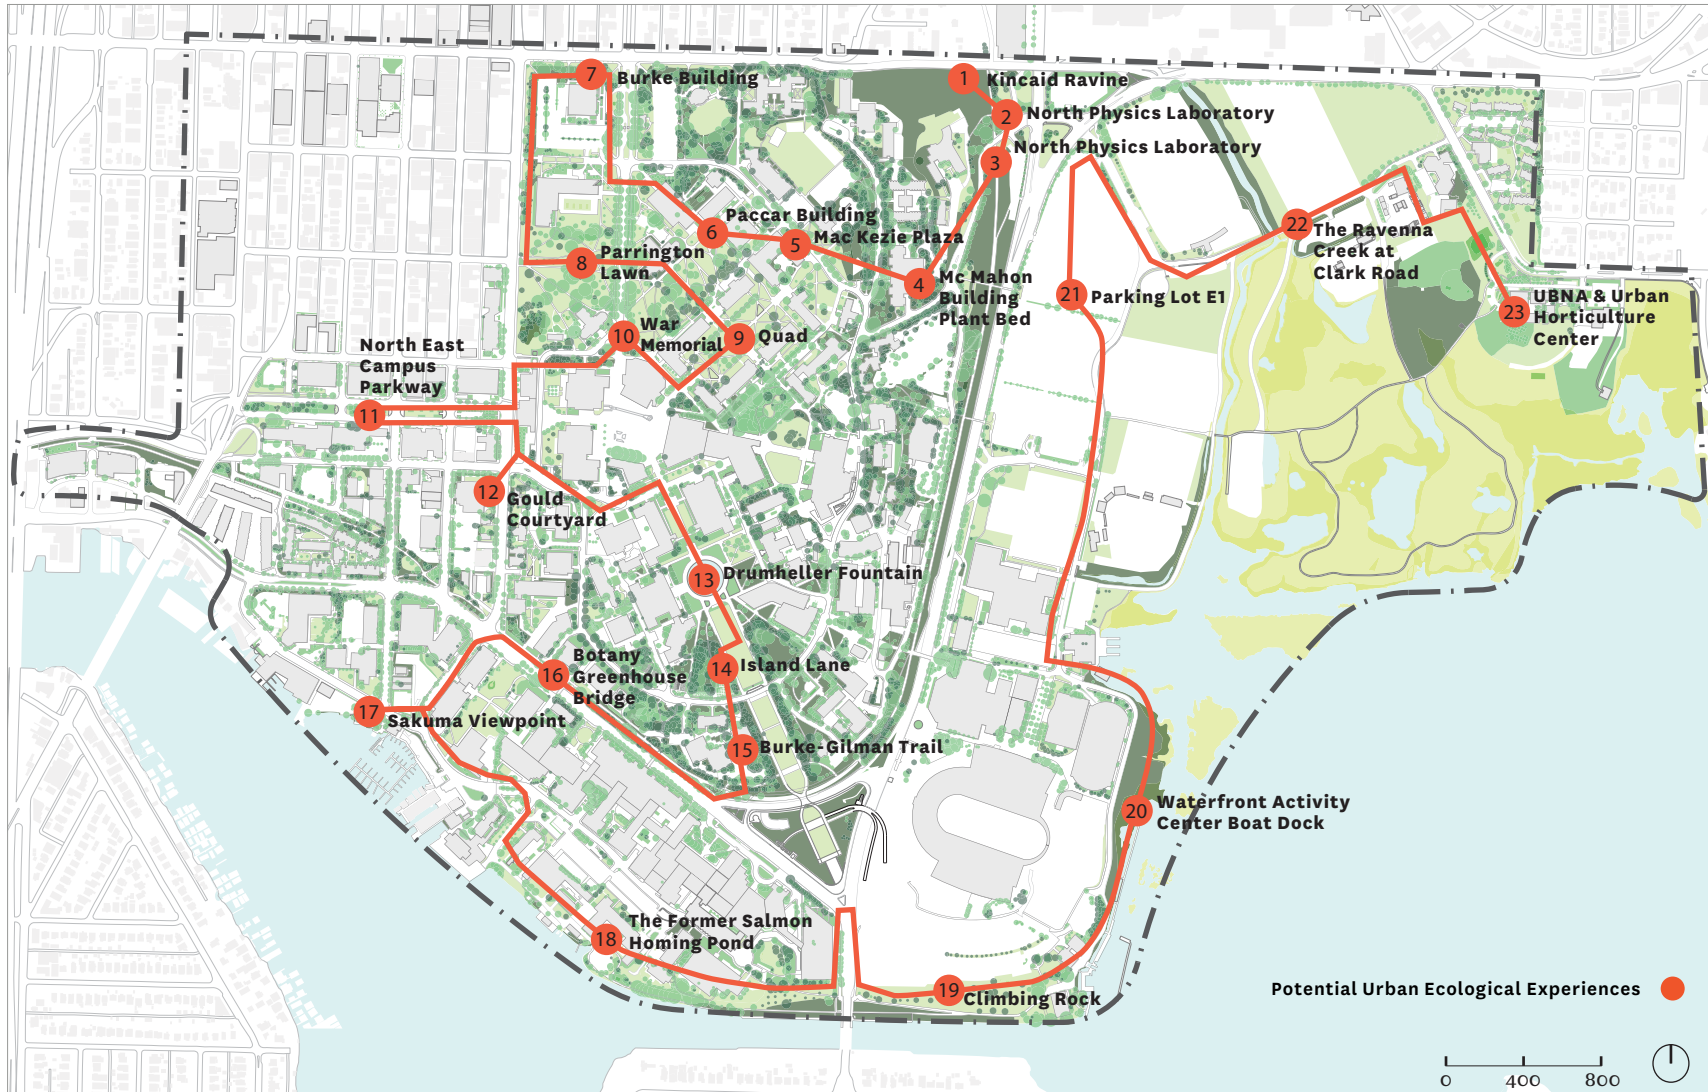 7 Burke Building
1 Kincaid Ravine
2 North Physics Laboratory
3 North Physics Laboratory
Paccar Building
6
5 Mac Kezie Plaza
4 Mc Mahon
Building
Plant Bed
8 Parrington
Lawn
22 The Ravenna
Creek at
Clark Road
21 Parking Lot E1
23 UBNA & Urban
Horticulture
Center
10 War
Memorial
9 Quad
North East
Campus
Parkway
11
12 Gould
Courtyard
13 Drumheller Fountain
14 Island Lane
16 Botany
Greenhouse
Bridge
17 Sakuma Viewpoint
15 Burke-Gilman Trail
20 Waterfront Activity
Center Boat Dock
18 The Former Salmon
Homing Pond
19 Climbing Rock
Potential Urban Ecological Experiences
0 400 800